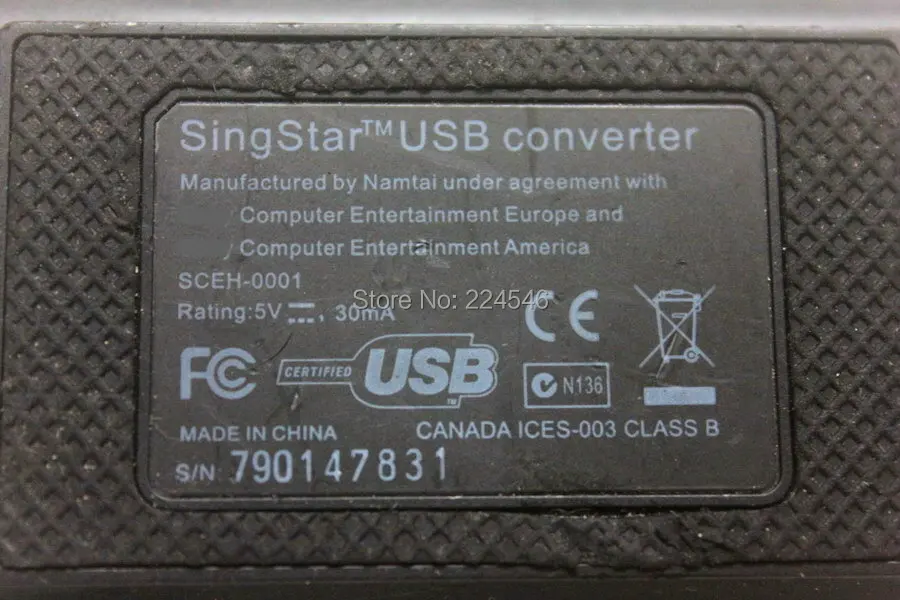 SingStar™ USB converter
Manufactured by Namtai under agreement with
Computer Entertainment Europe and
Computer Entertainment America
SCEH-0001
Rating:5V ⎓, 30mA
Store No: 224546
CE
FC CERTIFIED USB™ N136
MADE IN CHINA CANADA ICES-003 CLASS B
S/N 790147831